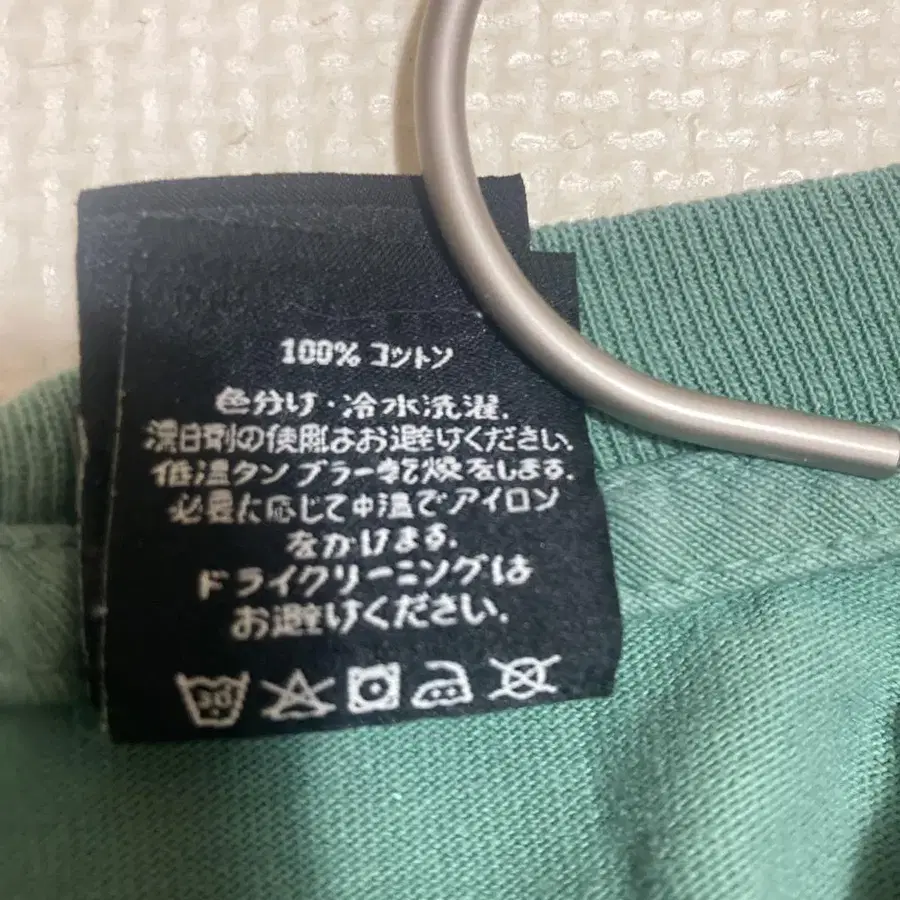 100% コットン
色分け・冷水洗濯.
漂白剤の使用はお避けください.
低温タンブラー乾燥をしまる.
必要に応じて中温でアイロン
をかけまる.
ドライクリーニングは
お避けください.
30